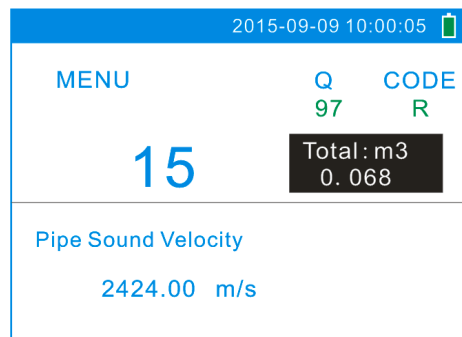 2015-09-09 10:00:05
MENU Q CODE
97 R
15
Total: m3
0.068
Pipe Sound Velocity
2424.00 m/s